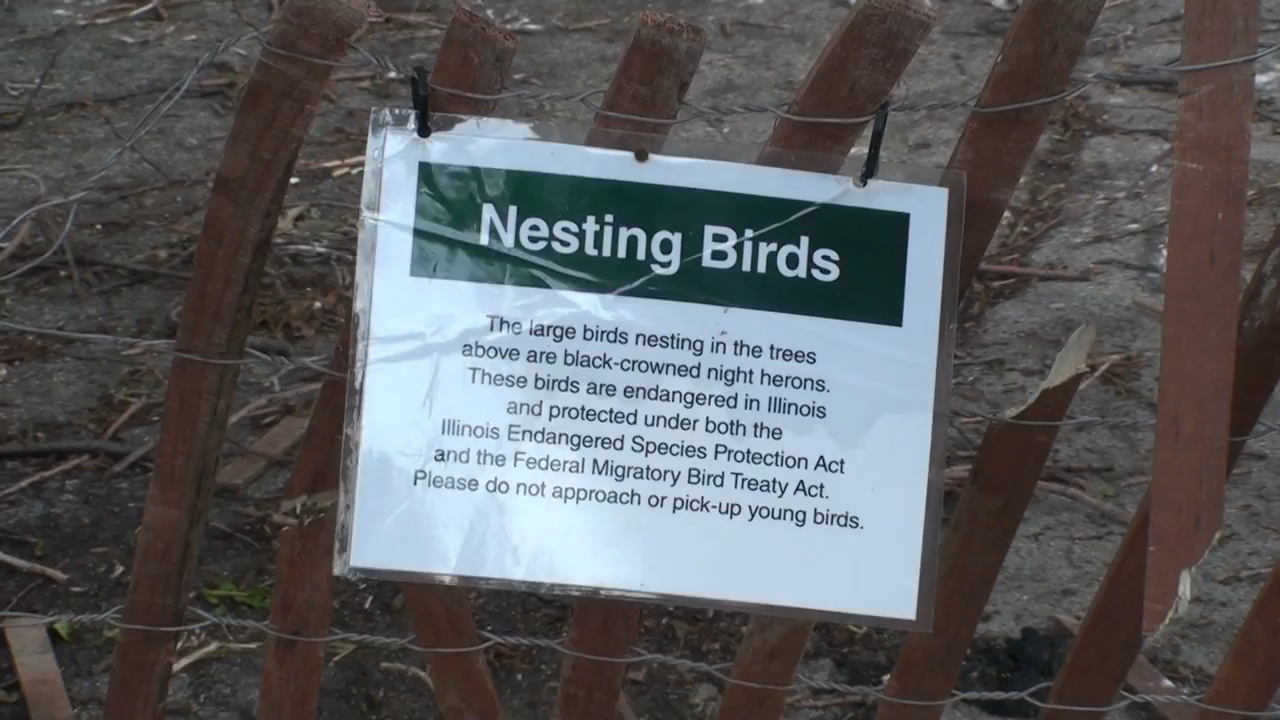 Nesting Birds
The large birds nesting in the trees
above are black-crowned night herons.
These birds are endangered in Illinois
and protected under both the
Illinois Endangered Species Protection Act
and the Federal Migratory Bird Treaty Act.
Please do not approach or pick-up young birds.